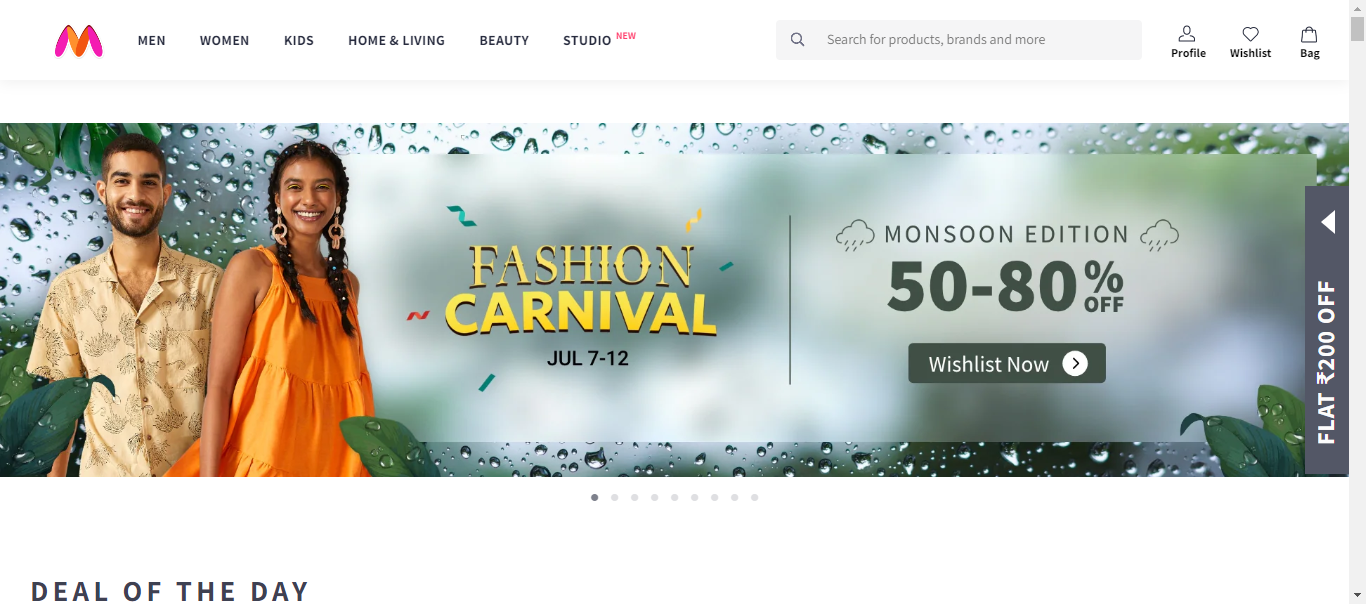 MEN WOMEN KIDS HOME & LIVING BEAUTY STUDIO NEW
Search for products, brands and more
Profile Wishlist Bag
FASHION
CARNIVAL
JUL 7-12
MONSOON EDITION
50-80% OFF
Wishlist Now
FLAT ₹200 OFF
DEAL OF THE DAY